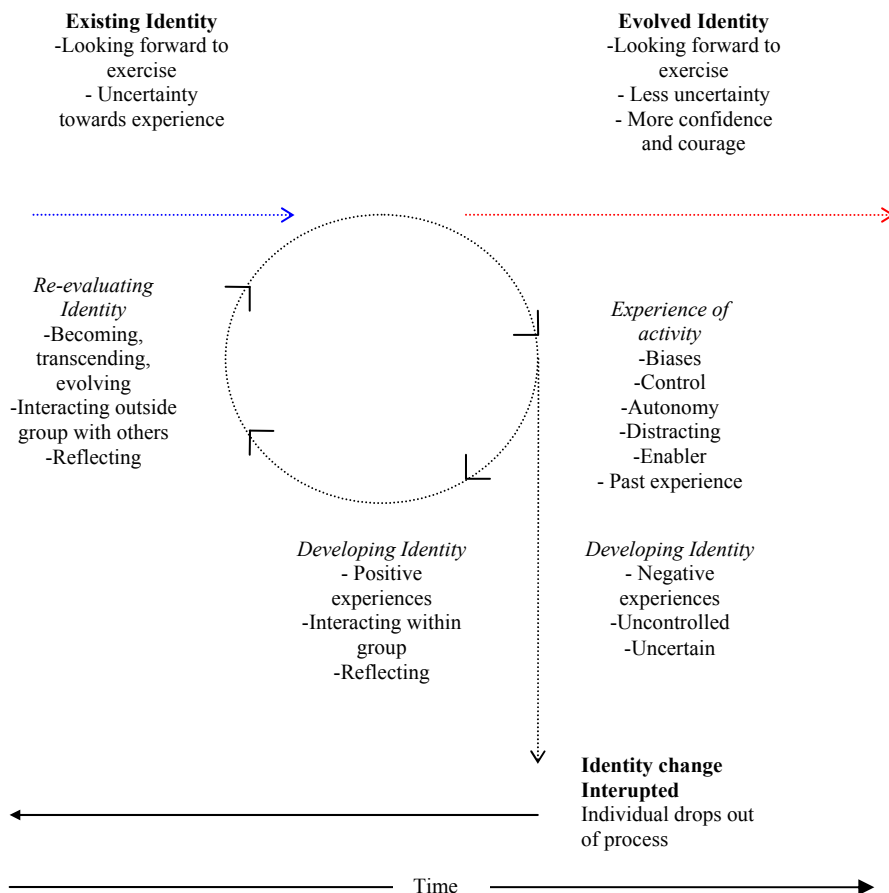 Existing Identity
-Looking forward to
exercise
- Uncertainty
towards experience
Evolved Identity
-Looking forward to
exercise
- Less uncertainty
- More confidence
and courage
Re-evaluating
Identity
-Becoming,
transcending,
evolving
-Interacting outside
group with others
-Reflecting
Experience of
activity
-Biases
-Control
-Autonomy
-Distracting
-Enabler
- Past experience
Developing Identity
- Positive
experiences
-Interacting within
group
-Reflecting
Developing Identity
- Negative
experiences
-Uncontrolled
-Uncertain
Identity change
Interupted
Individual drops out
of process
Time